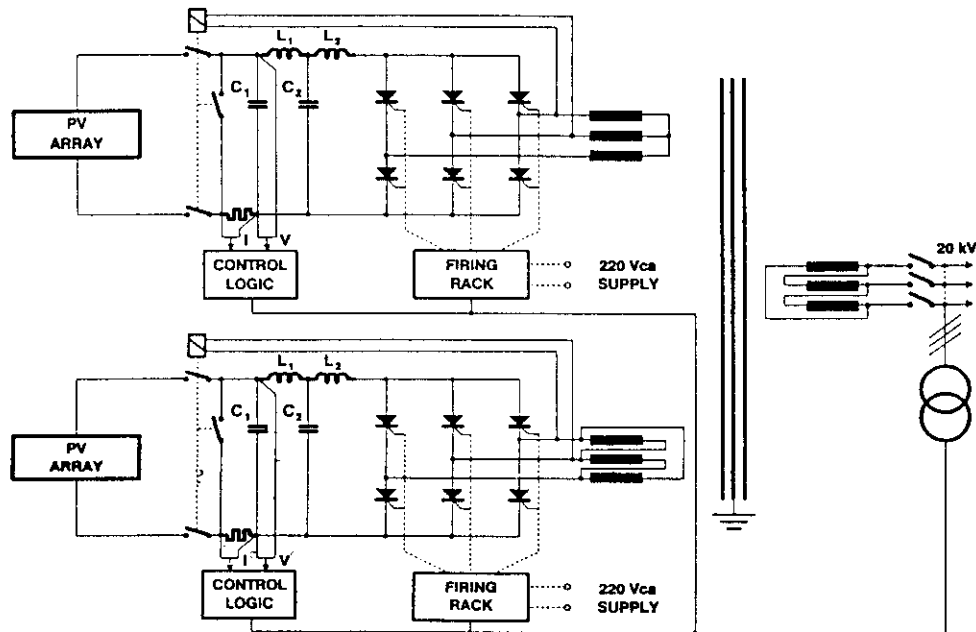 L1 L2
C1 C2
PV
ARRAY
I V
CONTROL
LOGIC
FIRING
RACK
220 Vca
SUPPLY
20 kV
L1 L2
C1 C2
PV
ARRAY
I V
CONTROL
LOGIC
FIRING
RACK
220 Vca
SUPPLY